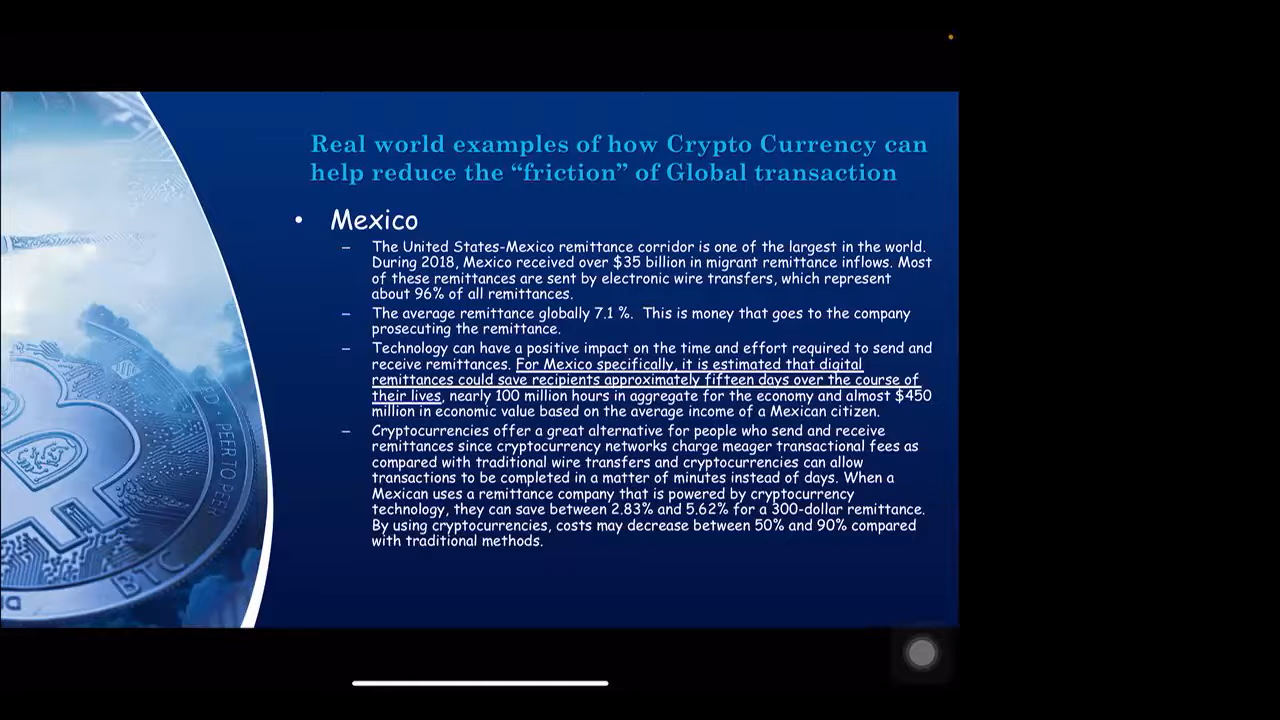 Real world examples of how Crypto Currency can
help reduce the “friction” of Global transaction
• Mexico
– The United States-Mexico remittance corridor is one of the largest in the world.
During 2018, Mexico received over $35 billion in migrant remittance inflows. Most
of these remittances are sent by electronic wire transfers, which represent
about 96% of all remittances.
– The average remittance globally 7.1 %. This is money that goes to the company
prosecuting the remittance.
– Technology can have a positive impact on the time and effort required to send and
receive remittances. For Mexico specifically, it is estimated that digital
remittances could save recipients approximately fifteen days over the course of
their lives, nearly 100 million hours in aggregate for the economy and almost $450
million in economic value based on the average income of a Mexican citizen.
– Cryptocurrencies offer a great alternative for people who send and receive
remittances since cryptocurrency networks charge meager transactional fees as
compared with traditional wire transfers and cryptocurrencies can allow
transactions to be completed in a matter of minutes instead of days. When a
Mexican uses a remittance company that is powered by cryptocurrency
technology, they can save between 2.83% and 5.62% for a 300-dollar remittance.
By using cryptocurrencies, costs may decrease between 50% and 90% compared
with traditional methods.
PEER TO PEER
BTC